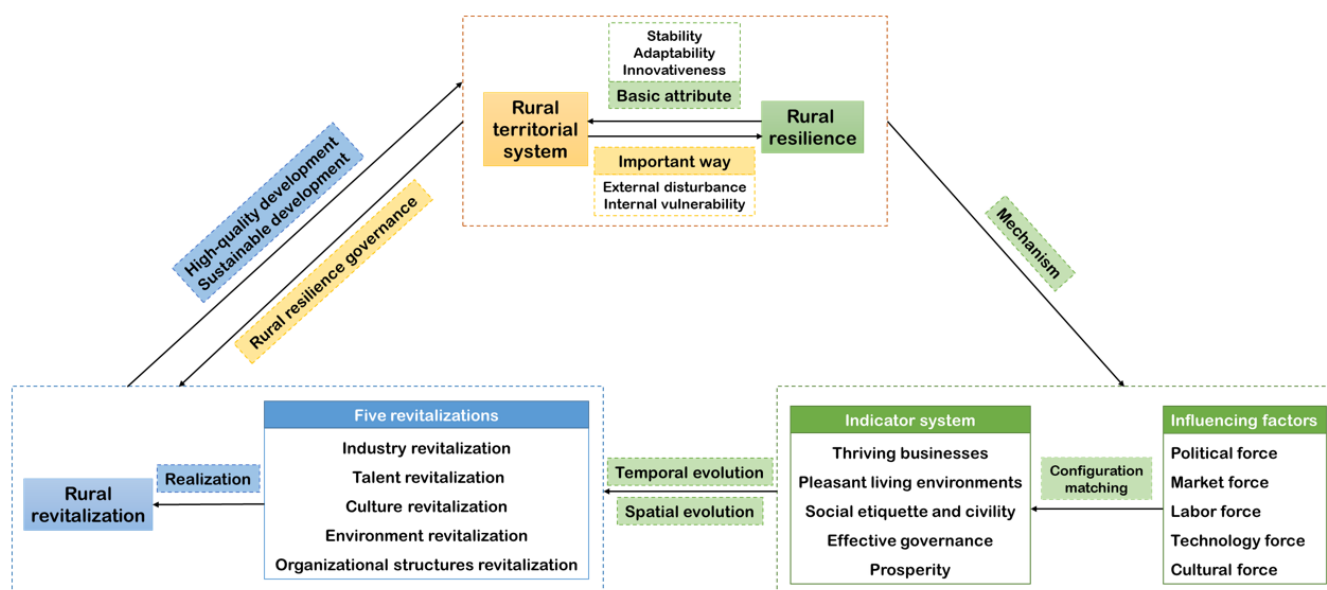 Stability
Adaptability
Innovativeness
Basic attribute
Rural
territorial
system
Rural
resilience
Important way
External disturbance
Internal vulnerability
High-quality development
Sustainable development
Rural resilience governance
Mechanism
Five revitalizations
Industry revitalization
Talent revitalization
Culture revitalization
Environment revitalization
Organizational structures revitalization
Realization
Rural
revitalization
Temporal evolution
Spatial evolution
Indicator system
Thriving businesses
Pleasant living environments
Social etiquette and civility
Effective governance
Prosperity
Configuration
matching
Influencing factors
Political force
Market force
Labor force
Technology force
Cultural force